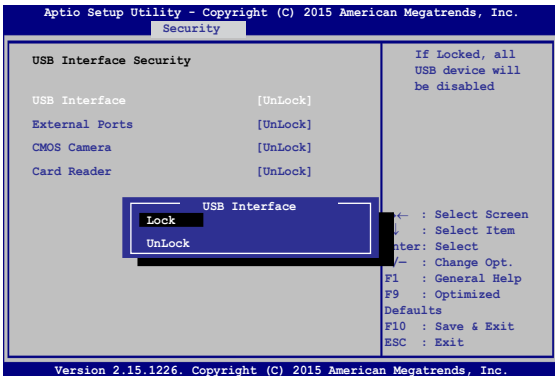 Aptio Setup Utility - Copyright (C) 2015 American Megatrends, Inc.
Security
USB Interface Security
USB Interface [UnLock]
External Ports [UnLock]
CMOS Camera [UnLock]
Card Reader [UnLock]
If Locked, all
USB device will
be disabled
USB Interface
Lock
UnLock
← : Select Screen
↓ : Select Item
nter: Select
/— : Change Opt.
F1 : General Help
F9 : Optimized
Defaults
F10 : Save & Exit
ESC : Exit
Version 2.15.1226. Copyright (C) 2015 American Megatrends, Inc.